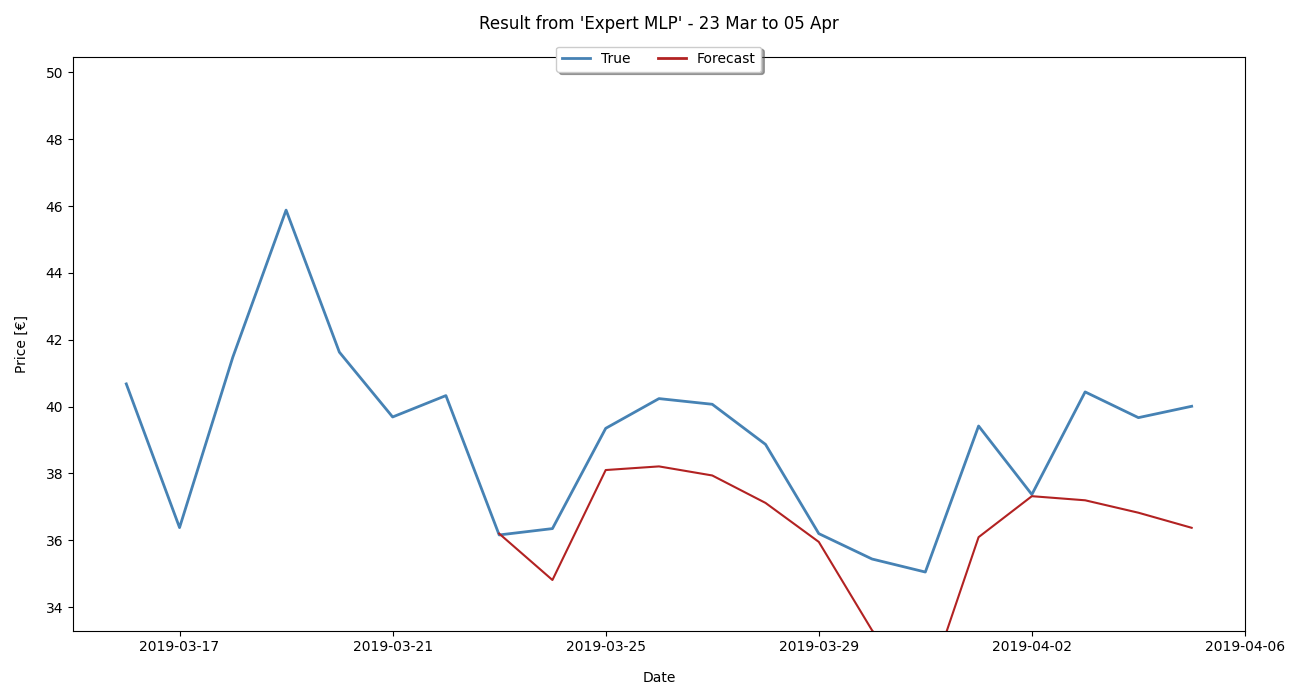 Result from 'Expert MLP' - 23 Mar to 05 Apr
True Forecast
50
48
46
44
42
40
38
36
34
Price [€]
2019-03-17 2019-03-21 2019-03-25 2019-03-29 2019-04-02 2019-04-06
Date